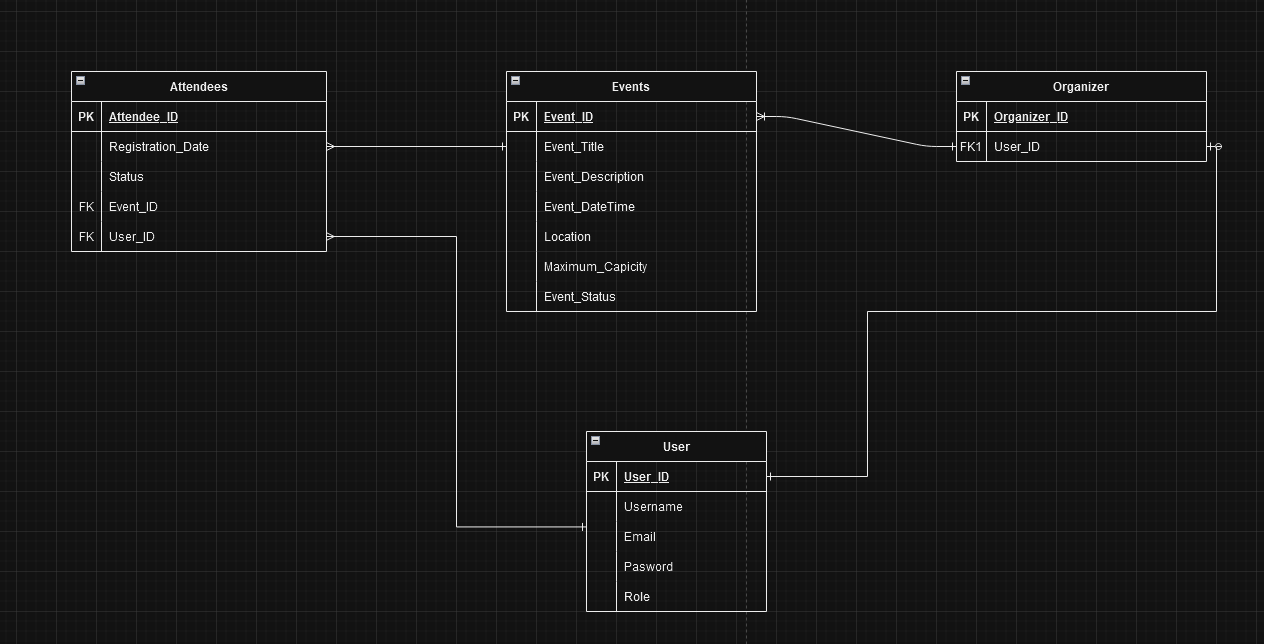 Attendees
PK Attendee_ID
Registration_Date
Status
FK Event_ID
FK User_ID
Events
PK Event_ID
Event_Title
Event_Description
Event_DateTime
Location
Maximum_Capicity
Event_Status
Organizer
PK Organizer_ID
FK1 User_ID
User
PK User_ID
Username
Email
Pasword
Role